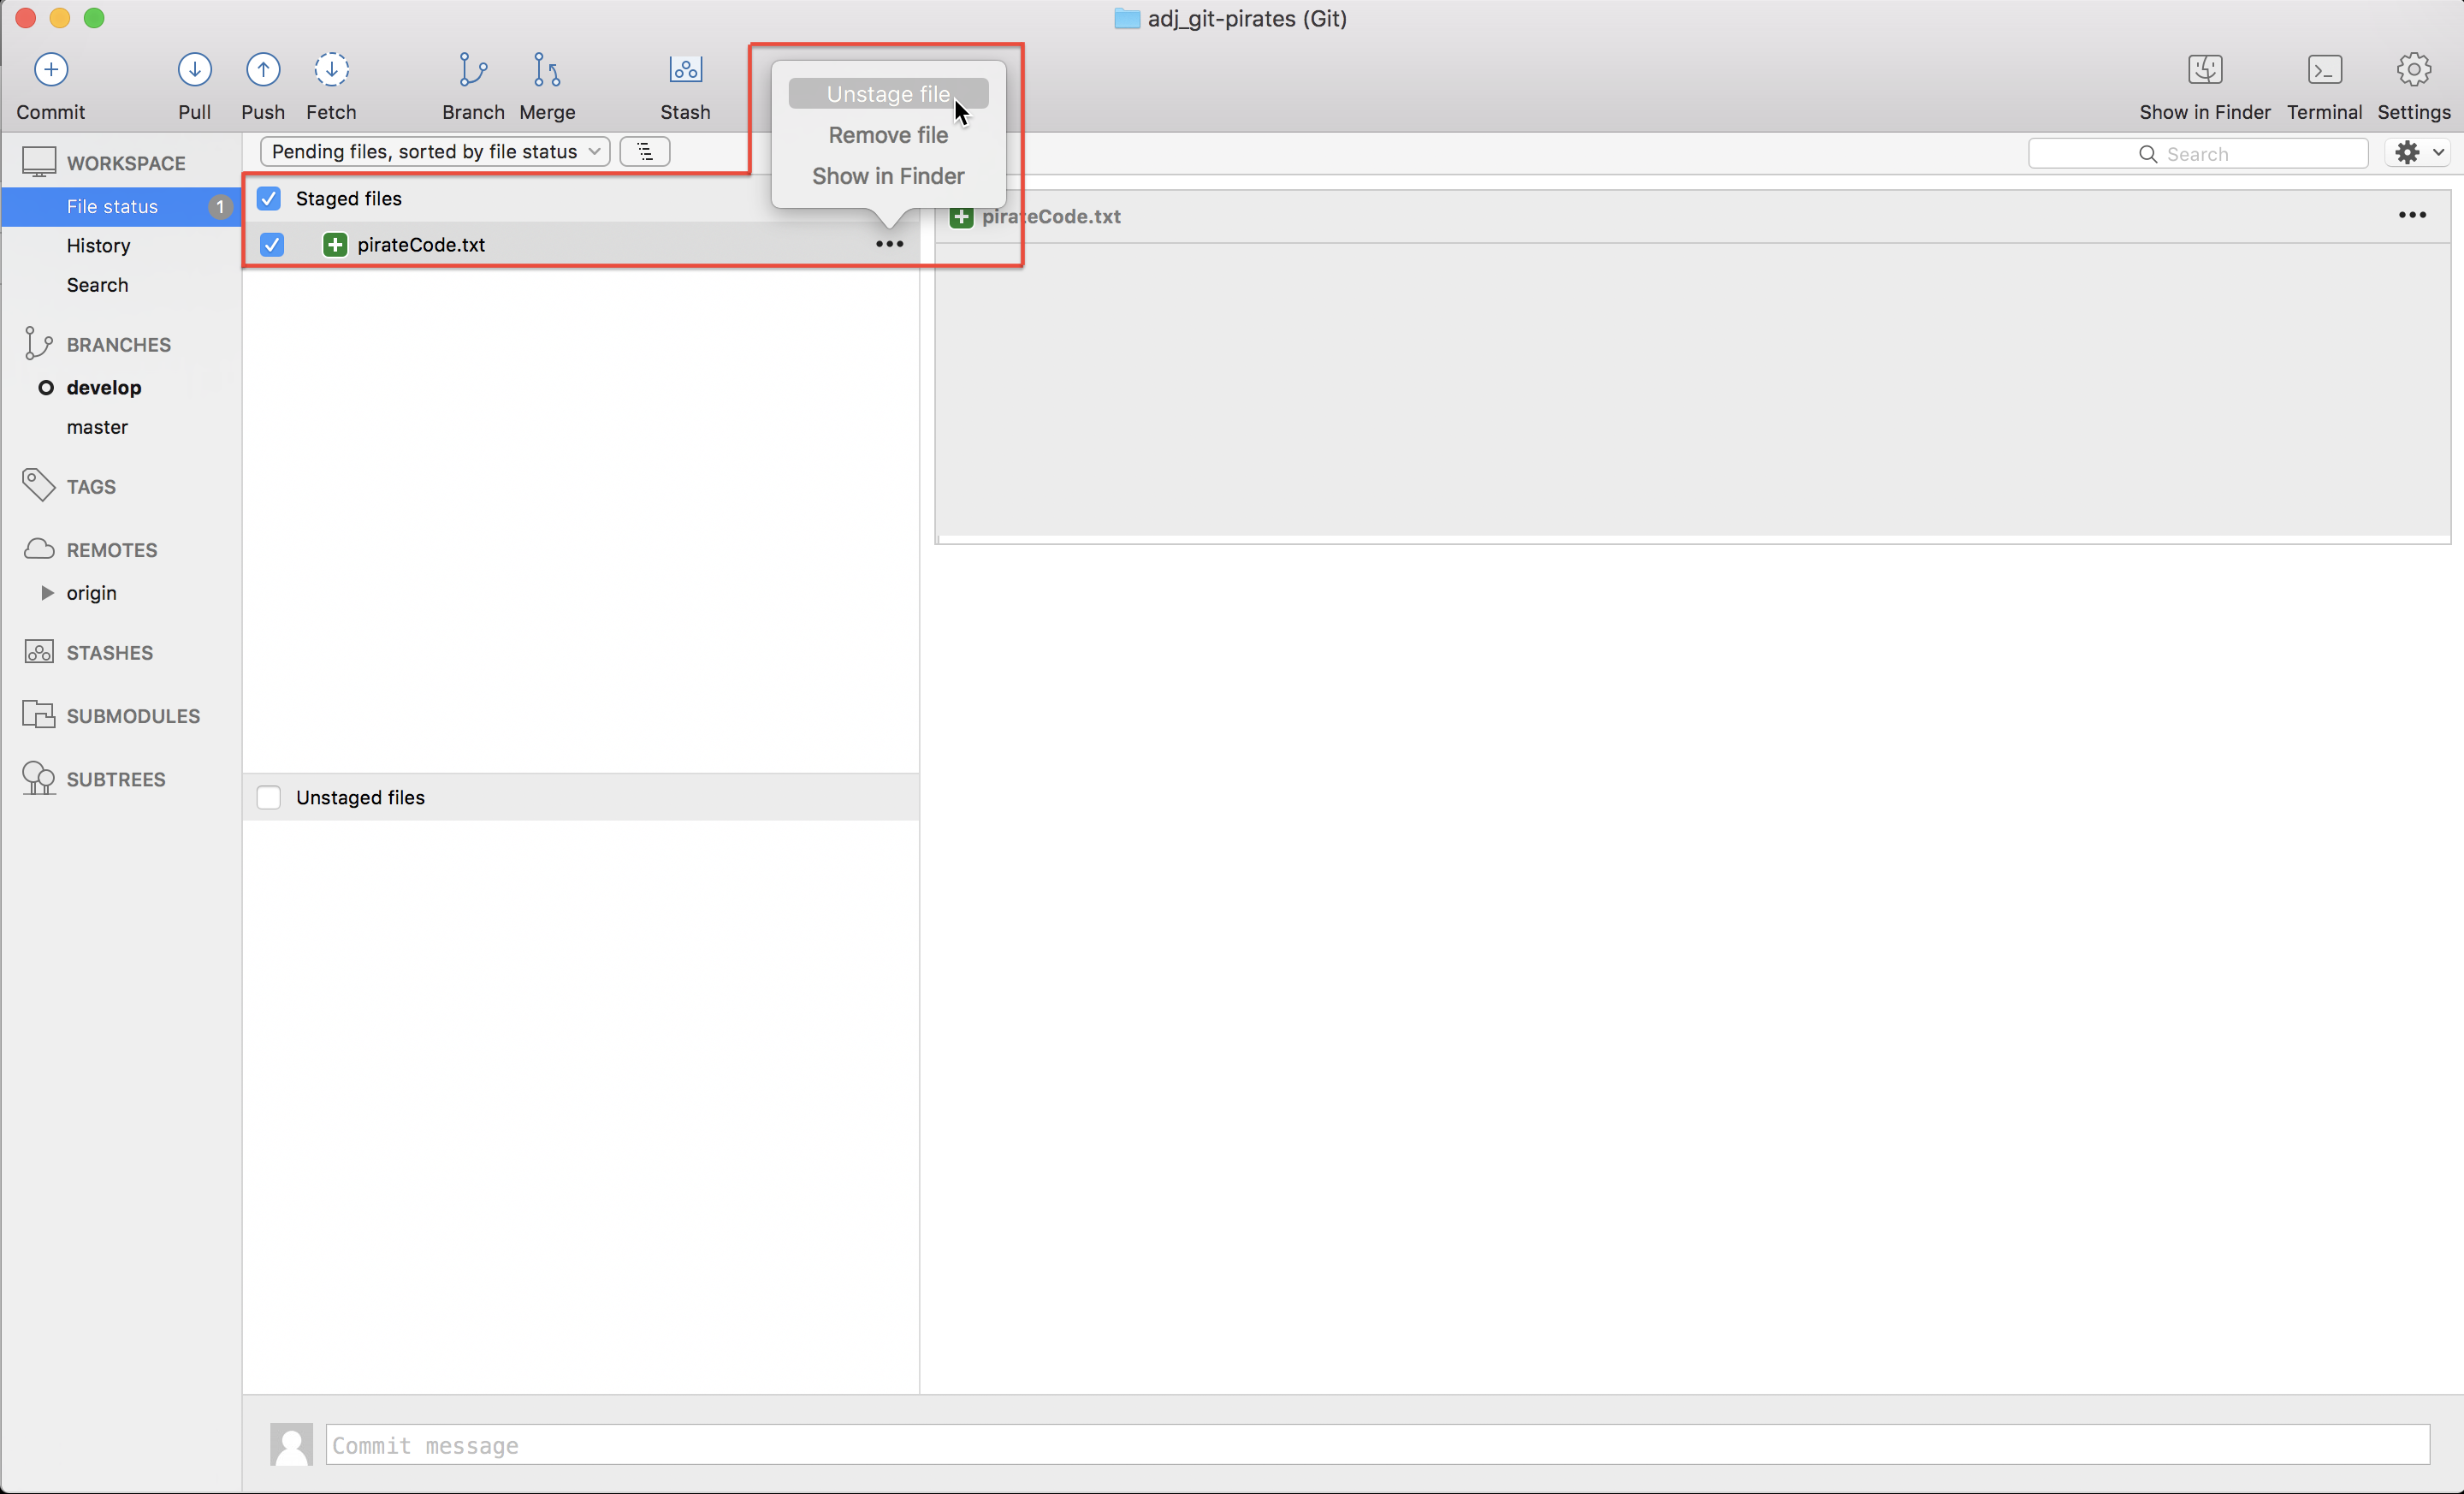 adj_git-pirates (Git)
Commit
Pull
Push
Fetch
Branch
Merge
Stash
Show in Finder
Terminal
Settings
Unstage file
Remove file
Show in Finder
Pending files, sorted by file status
Search
WORKSPACE
File status
1
History
Search
BRANCHES
develop
master
TAGS
REMOTES
origin
STASHES
SUBMODULES
SUBTREES
Staged files
pirateCode.txt
Unstaged files
pirateCode.txt
Commit message